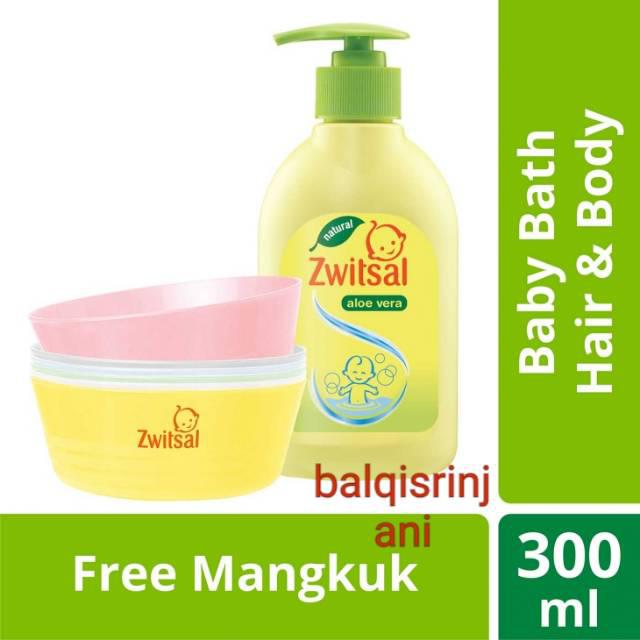 Baby Bath
Hair & Body
natural
Zwitsal
aloe vera
Zwitsal
balqisrinj
ani
Free Mangkuk
300
ml